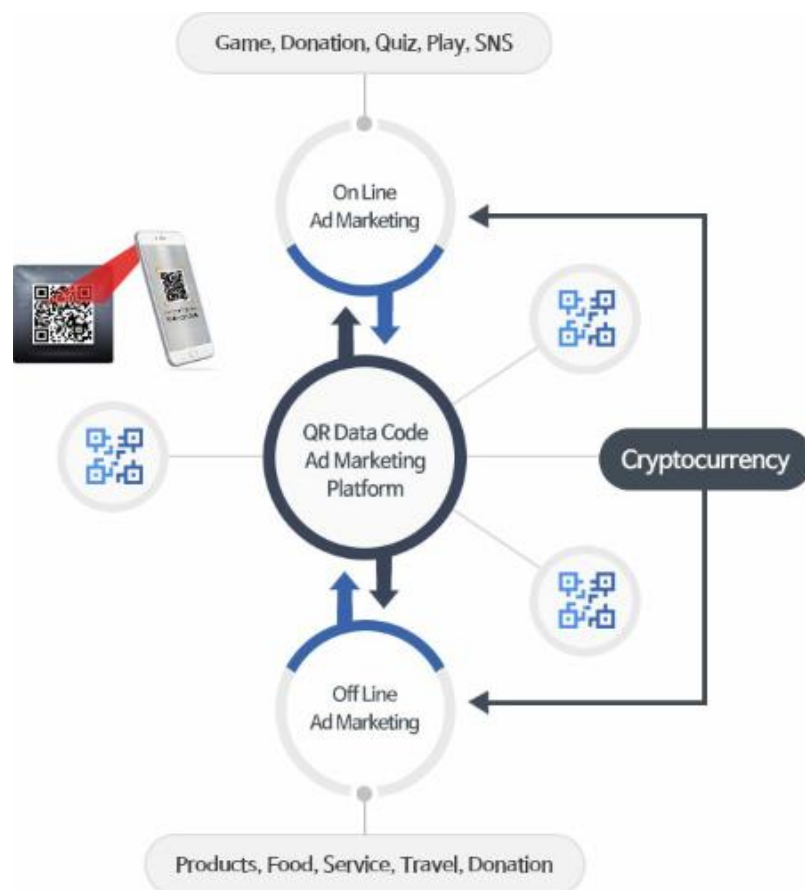 Game, Donation, Quiz, Play, SNS
On Line
Ad Marketing
QR Data Code
Ad Marketing
Platform
Cryptocurrency
Off Line
Ad Marketing
Products, Food, Service, Travel, Donation